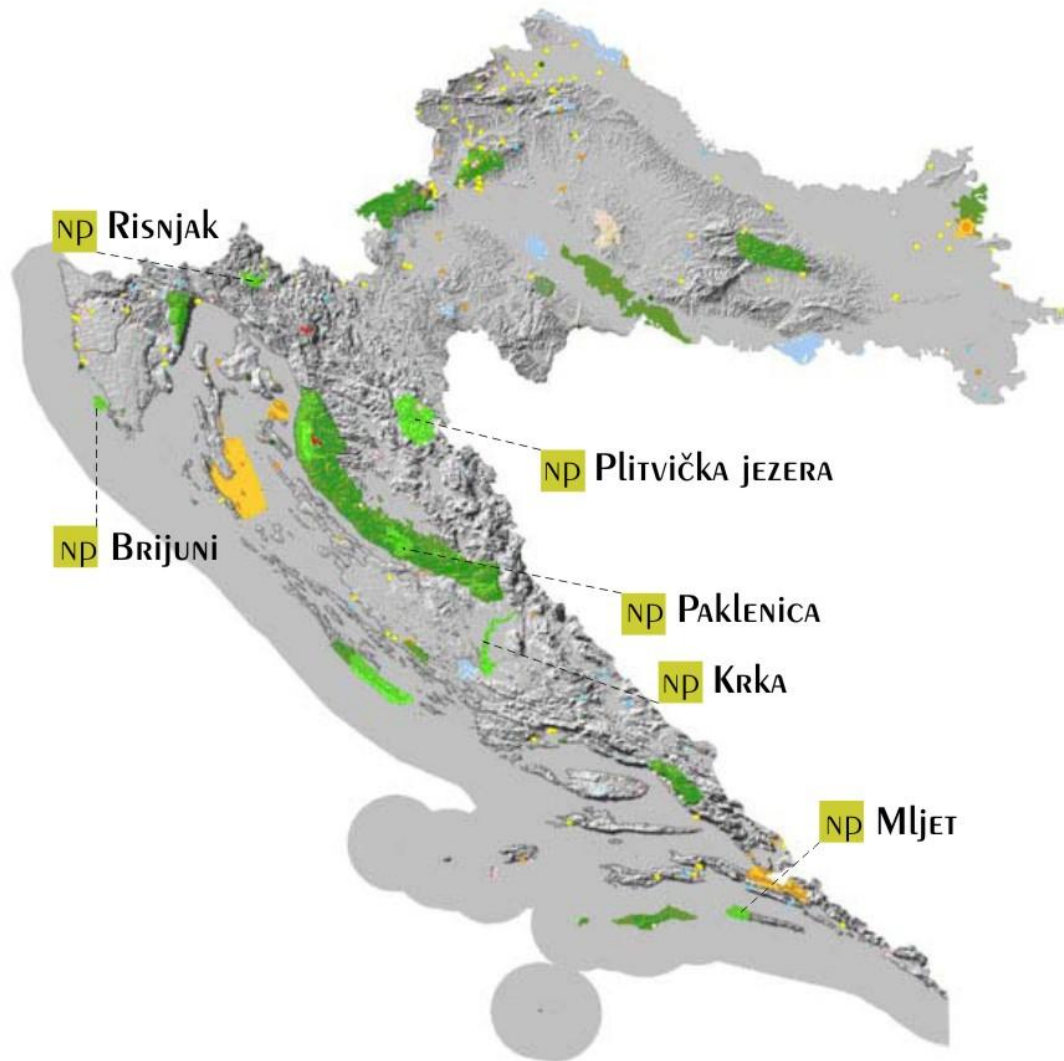 np Risnjak
np Plitvička jezera
np Brijuni
np Paklenica
np Krka
np Mljet